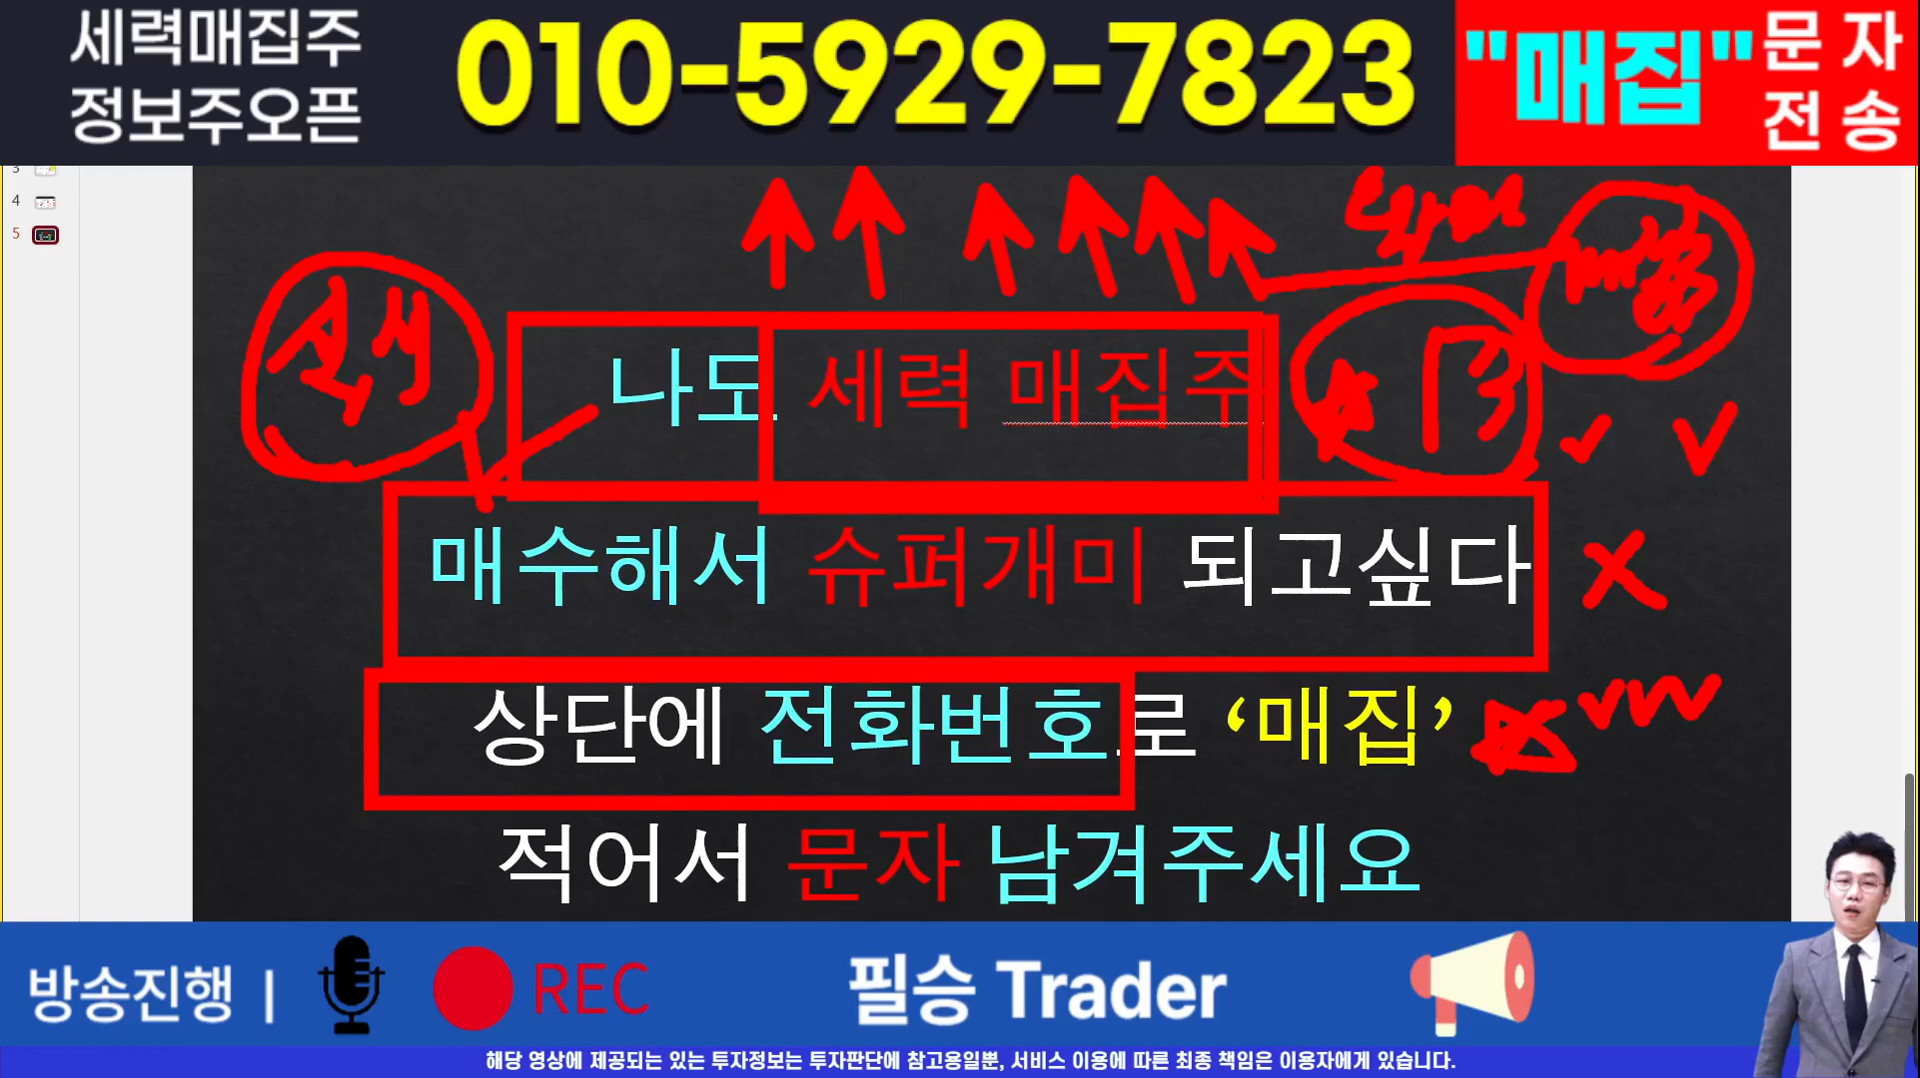 세력매집주
정보주오픈
010-5929-7823
"매집"
문 자
전 송
3
4
5
나도 세력 매집주
매수해서 슈퍼개미 되고싶다
상단에 전화번호로 ‘매집’
적어서 문자 남겨주세요
방송진행 |
REC
필승 Trader
해당 영상에 제공되는 있는 투자정보는 투자판단에 참고용일뿐, 서비스 이용에 따른 최종 책임은 이용자에게 있습니다.